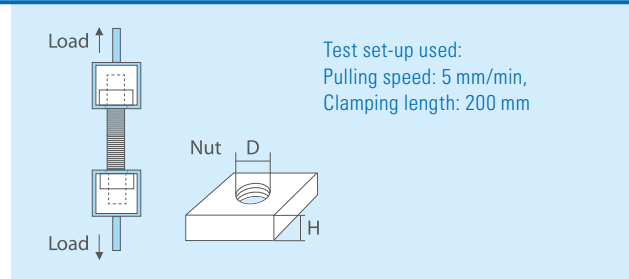 Load
Test set-up used:
Pulling speed: 5 mm/min,
Clamping length: 200 mm
Nut D
H
Load